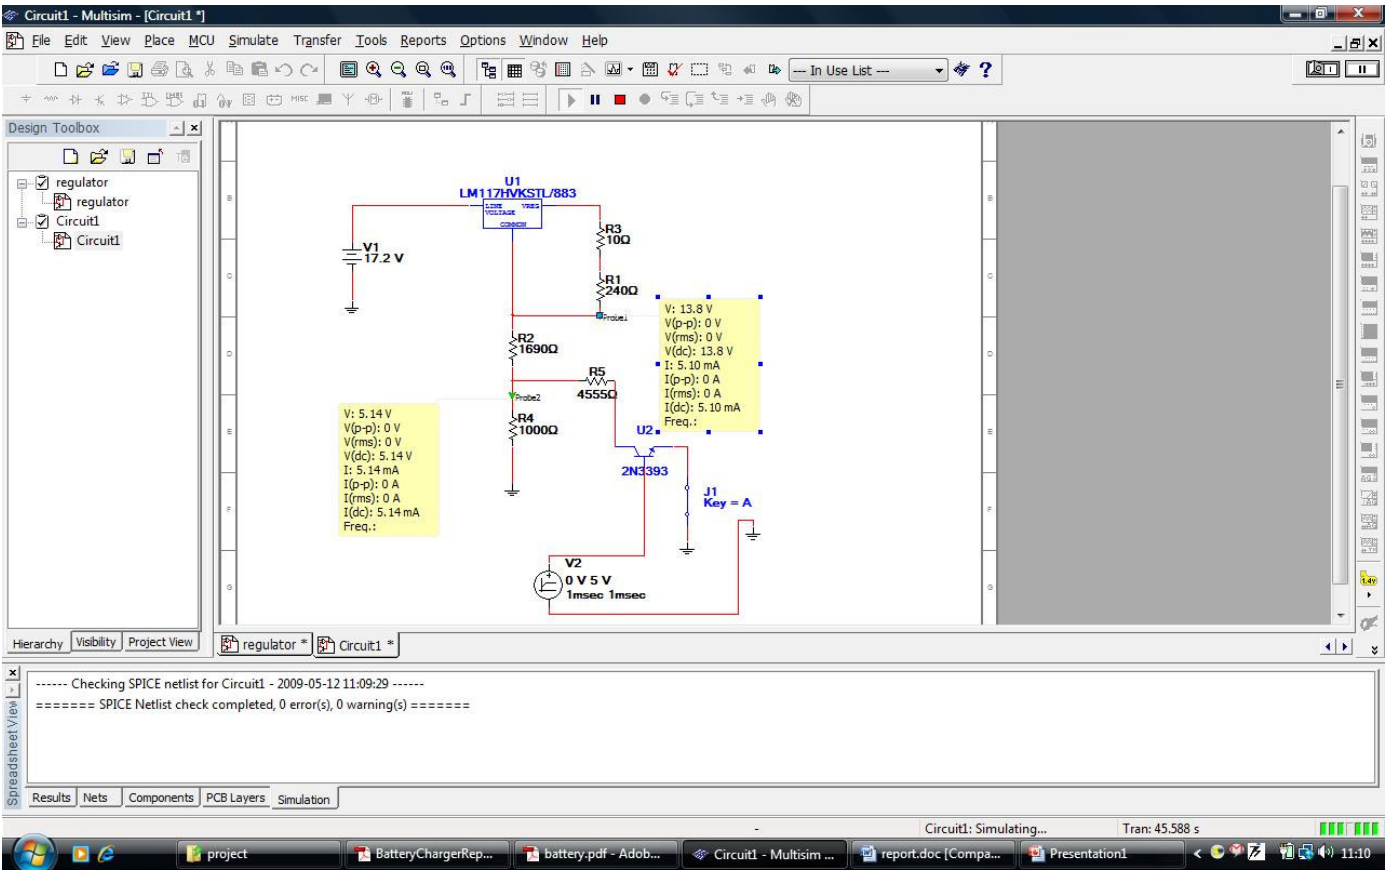 Circuit1 - Multisim - [Circuit1 *]
File Edit View Place MCU Simulate Transfer Tools Reports Options Window Help
--- In Use List ---
Design Toolbox
regulator
regulator
Circuit1
Circuit1
U1
LM117HVKSTL/883
LINE VREG
VOLTAGE
COMMON
R3
10Ω
V1
17.2 V
R1
240Ω
Probe1
V: 13.8 V
V(p-p): 0 V
V(rms): 0 V
V(dc): 13.8 V
I: 5.10 mA
I(p-p): 0 A
I(rms): 0 A
I(dc): 5.10 mA
Freq.:
R2
1690Ω
R5
4555Ω
Probe2
V: 5.14 V
V(p-p): 0 V
V(rms): 0 V
V(dc): 5.14 V
I: 5.14 mA
I(p-p): 0 A
I(rms): 0 A
I(dc): 5.14 mA
Freq.:
R4
1000Ω
U2
2N3393
J1
Key = A
V2
0 V 5 V
1msec 1msec
Hierarchy Visibility Project View
regulator * Circuit1 *
------ Checking SPICE netlist for Circuit1 - 2009-05-12 11:09:29 ------
======= SPICE Netlist check completed, 0 error(s), 0 warning(s) =======
Spreadsheet View
Results Nets Components PCB Layers Simulation
- Circuit1: Simulating... Tran: 45.588 s
project BatteryChargerRep... battery.pdf - Adob... Circuit1 - Multisim ... report.doc [Compa... Presentation1 11:10